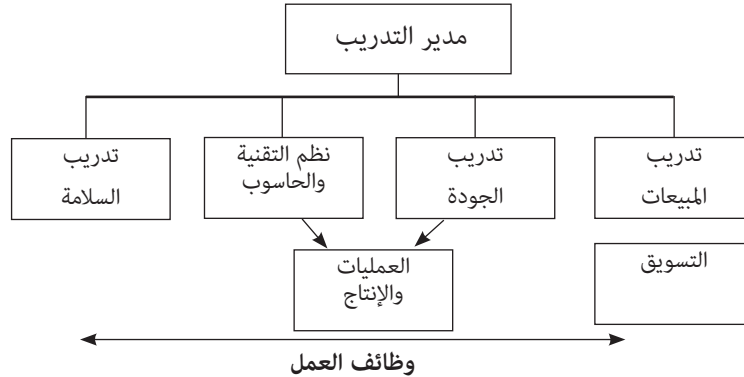 مدير التدريب
تدريب
المبيعات
تدريب
الجودة
نظم التقنية
والحاسوب
تدريب
السلامة
التسويق
العمليات
والإنتاج
وظائف العمل